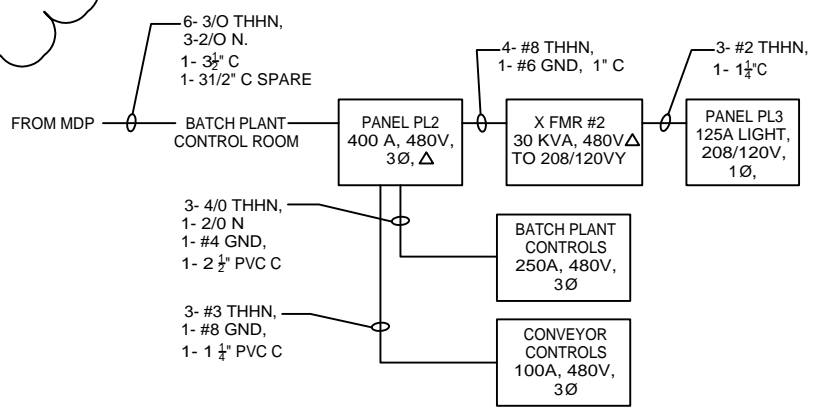 6- 3/O THHN,
3-2/O N.
1- 3½" C
1- 31/2" C SPARE
4- #8 THHN,
1- #6 GND, 1" C
3- #2 THHN,
1- 1¼"C
FROM MDP
BATCH PLANT
CONTROL ROOM
PANEL PL2
400 A, 480V,
3Ø, Δ
X FMR #2
30 KVA, 480VΔ
TO 208/120VY
PANEL PL3
125A LIGHT,
208/120V,
1Ø,
3- 4/0 THHN,
1- 2/0 N
1- #4 GND,
1- 2 ½" PVC C
BATCH PLANT
CONTROLS
250A, 480V,
3Ø
3- #3 THHN,
1- #8 GND,
1- 1 ¼" PVC C
CONVEYOR
CONTROLS
100A, 480V,
3Ø